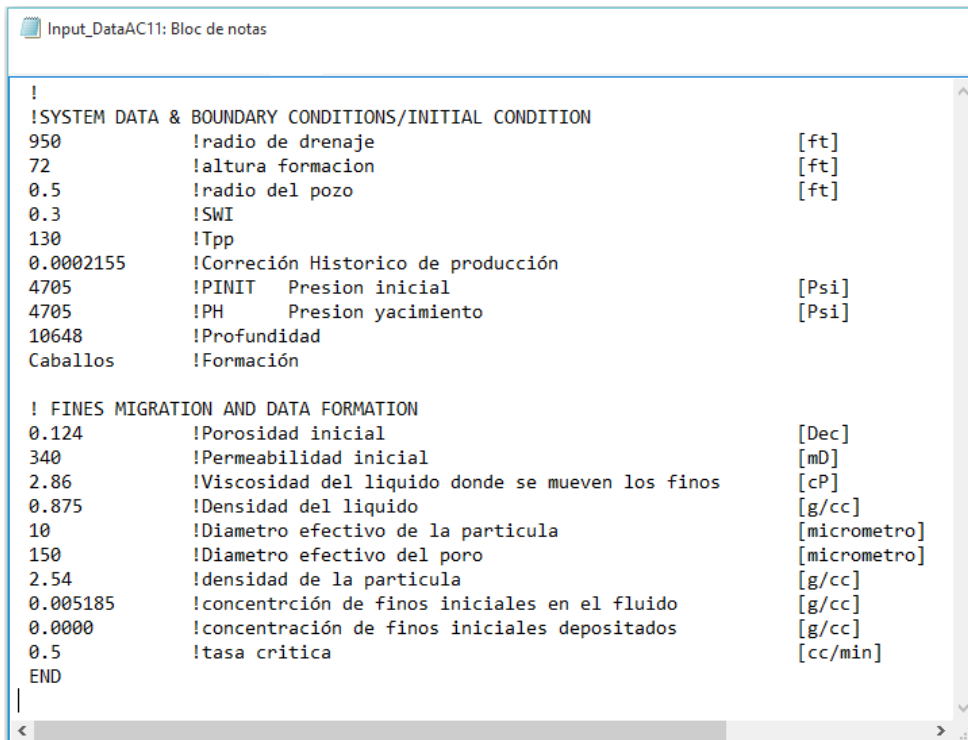 Input_DataAC11: Bloc de notas
!
!SYSTEM DATA & BOUNDARY CONDITIONS/INITIAL CONDITION
950 !radio de drenaje [ft]
72 !altura formacion [ft]
0.5 !radio del pozo [ft]
0.3 !SWI
130 !Tpp
0.0002155 !Correción Historico de producción
4705 !PINIT Presion inicial [Psi]
4705 !PH Presion yacimiento [Psi]
10648 !Profundidad
Caballos !Formación
! FINES MIGRATION AND DATA FORMATION
0.124 !Porosidad inicial [Dec]
340 !Permeabilidad inicial [mD]
2.86 !Viscosidad del liquido donde se mueven los finos [cP]
0.875 !Densidad del liquido [g/cc]
10 !Diametro efectivo de la particula [micrometro]
150 !Diametro efectivo del poro [micrometro]
2.54 !densidad de la particula [g/cc]
0.005185 !concentrción de finos iniciales en el fluido [g/cc]
0.0000 !concentración de finos iniciales depositados [g/cc]
0.5 !tasa critica [cc/min]
END